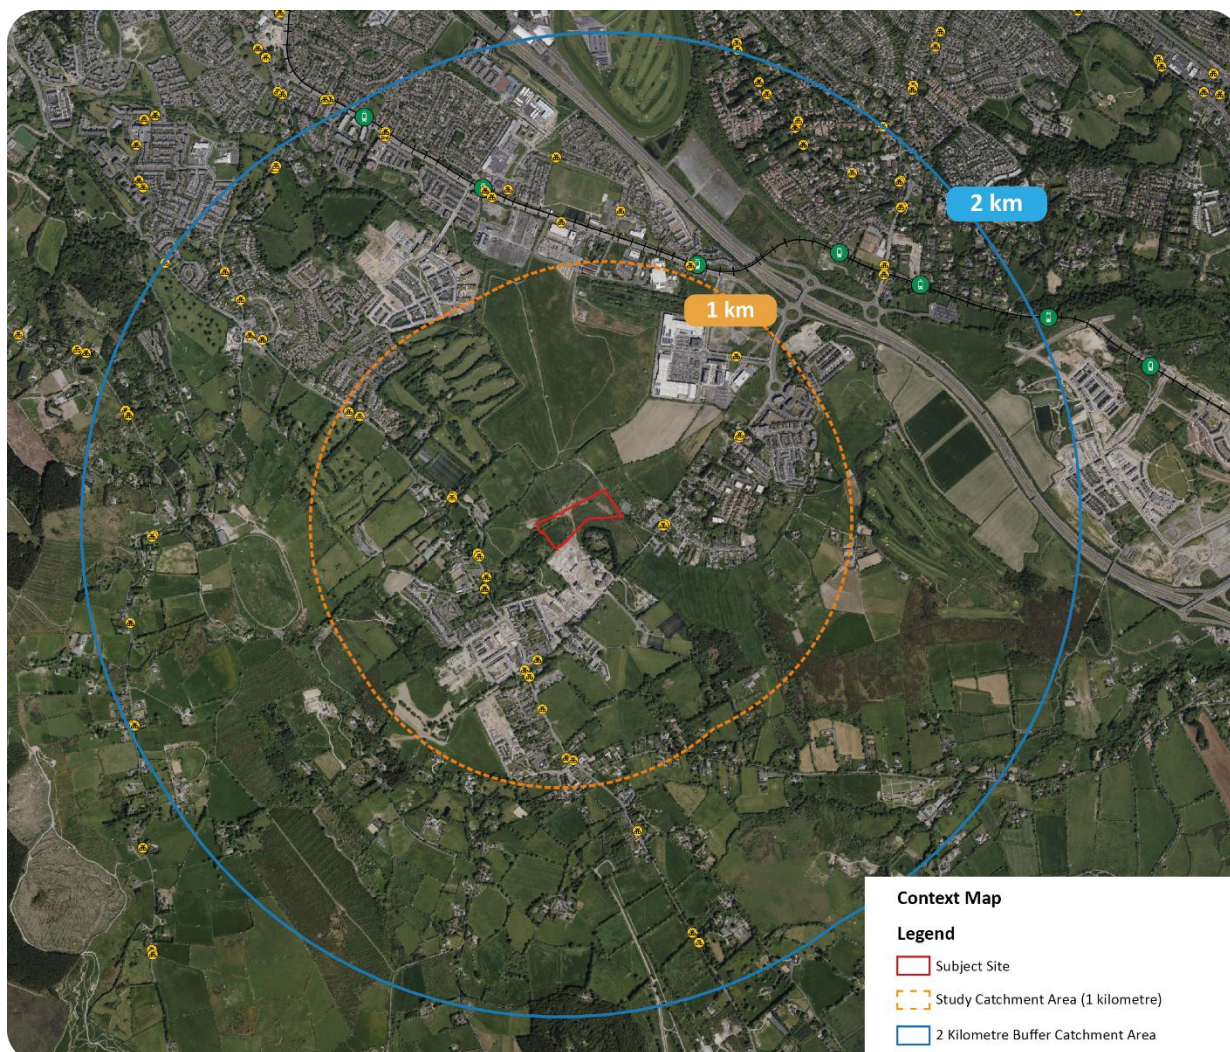 2 km
1 km
Context Map
Legend
Subject Site
Study Catchment Area (1 kilometre)
2 Kilometre Buffer Catchment Area